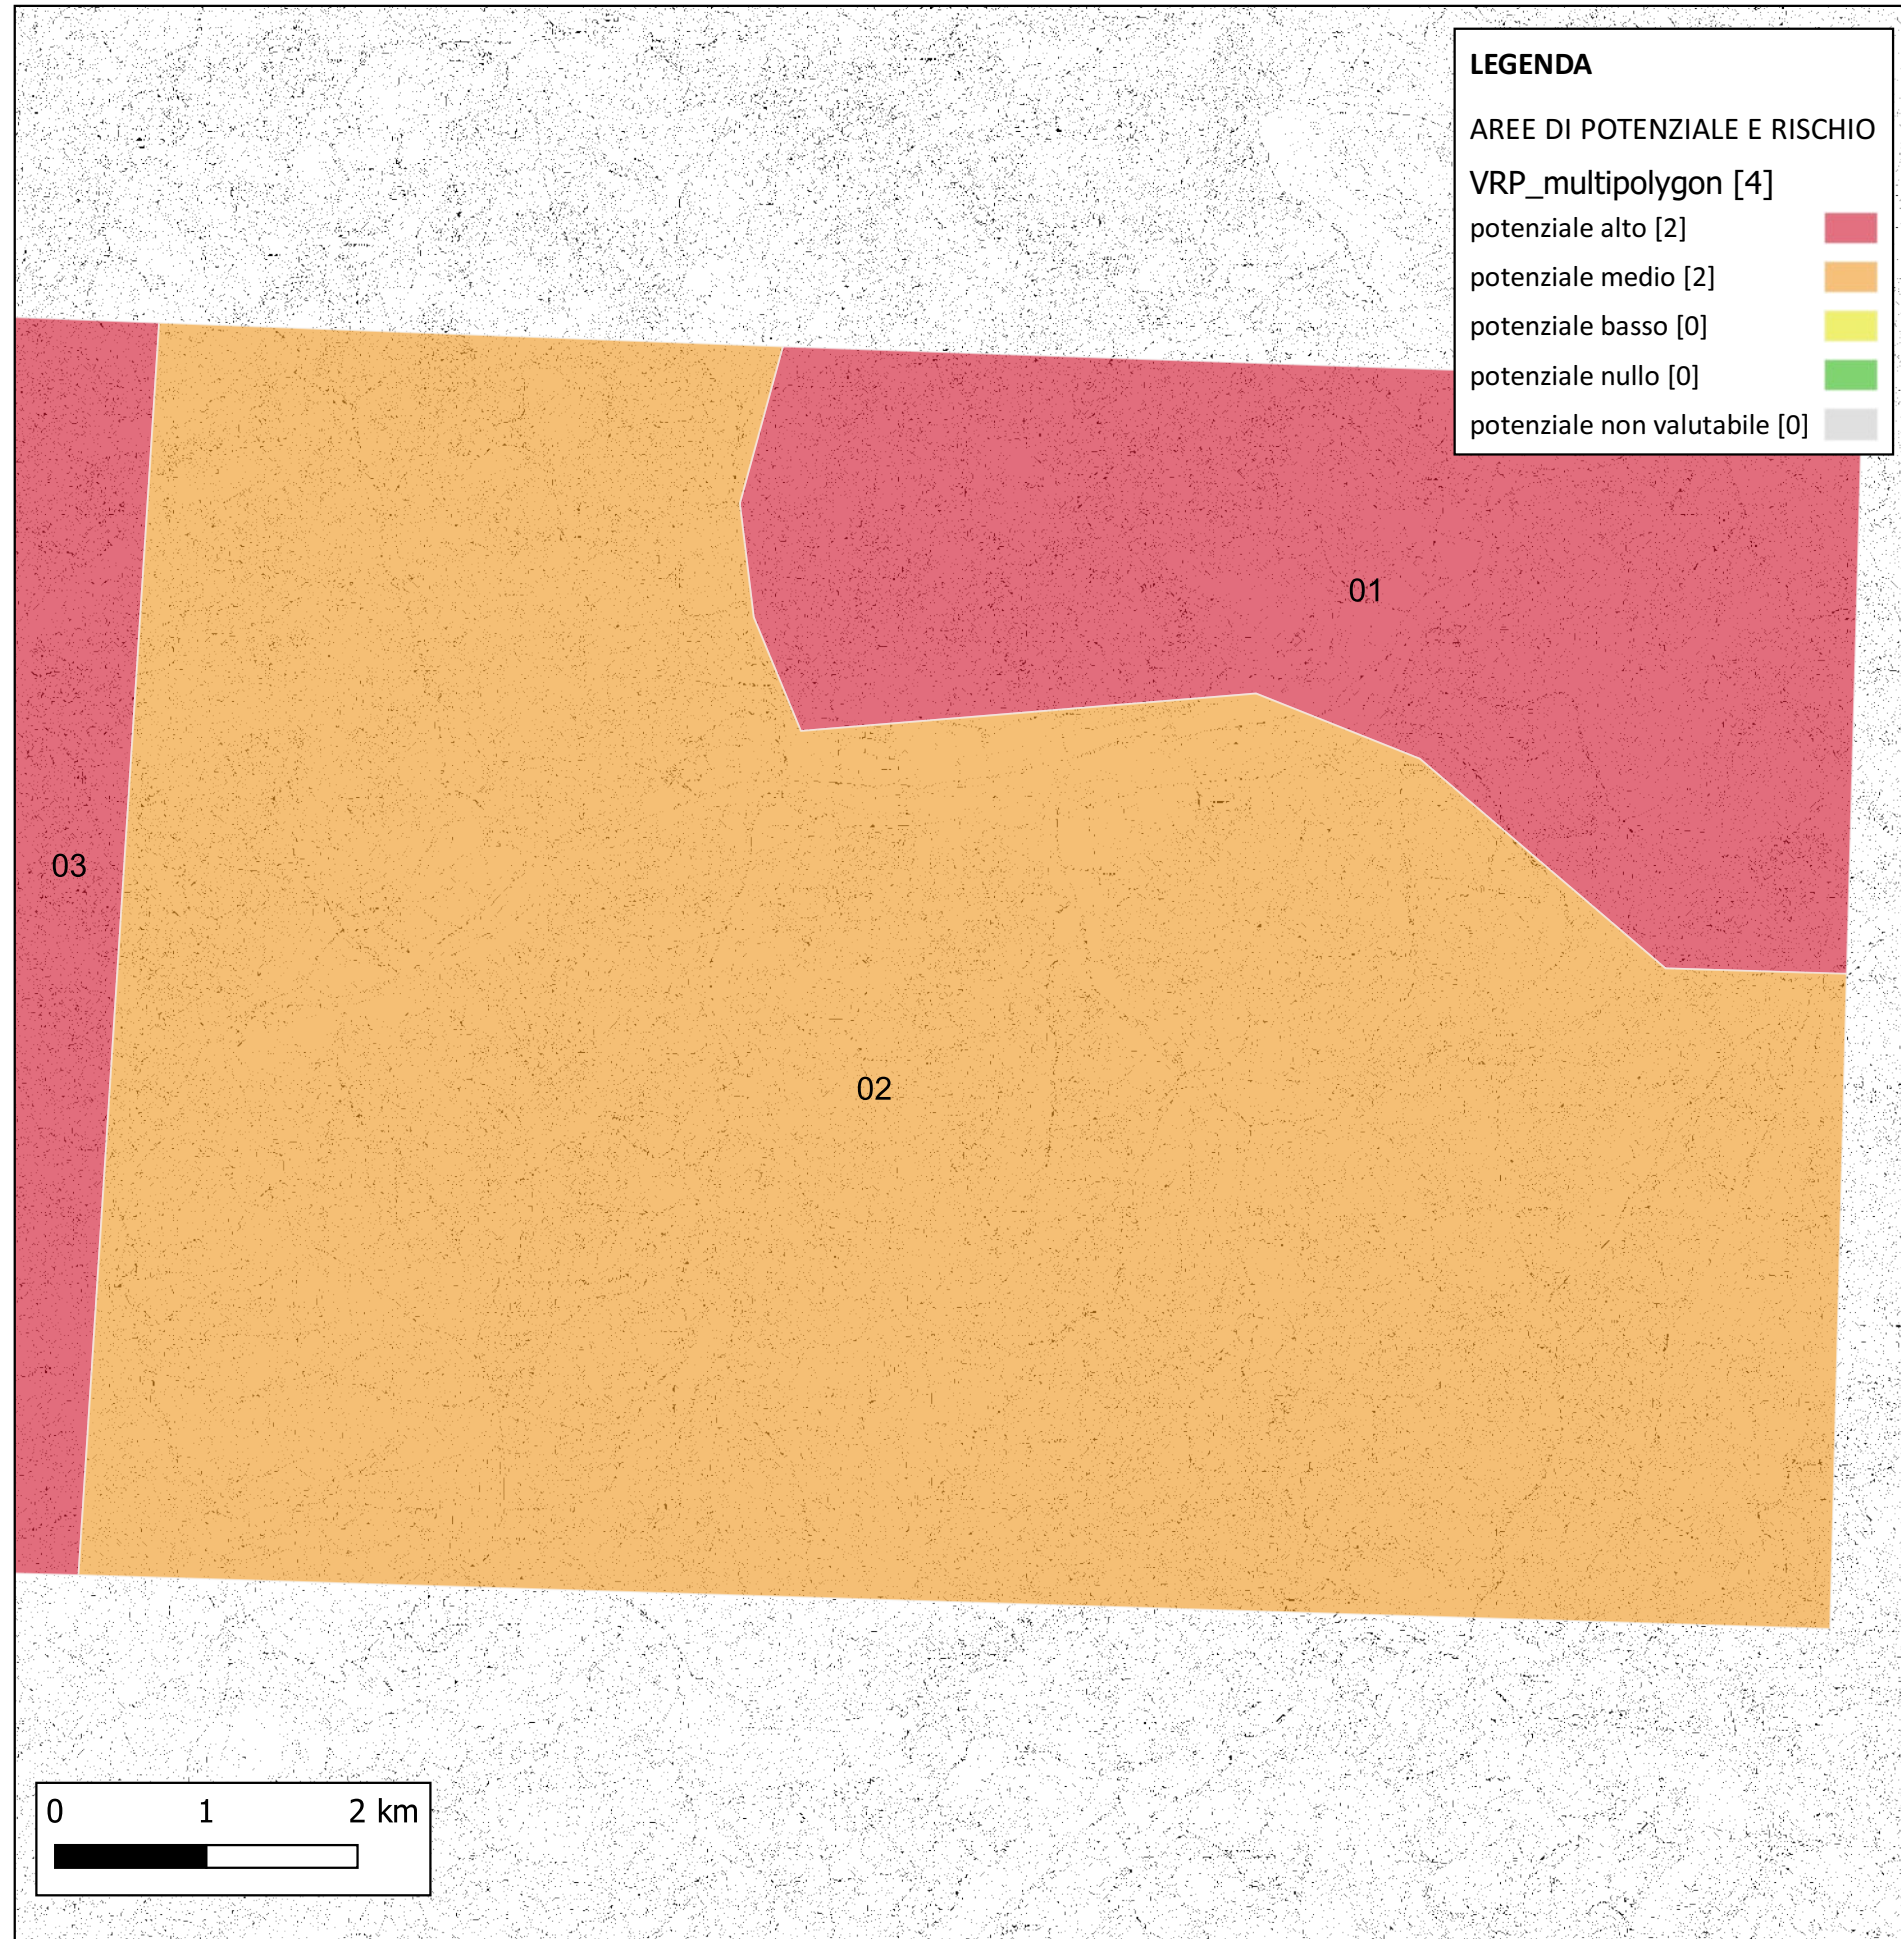 LEGENDA
AREE DI POTENZIALE E RISCHIO
VRP_multipolygon [4]
potenziale alto [2]
potenziale medio [2]
potenziale basso [0]
potenziale nullo [0]
potenziale non valutabile [0]
01
03
02
0 1 2 km